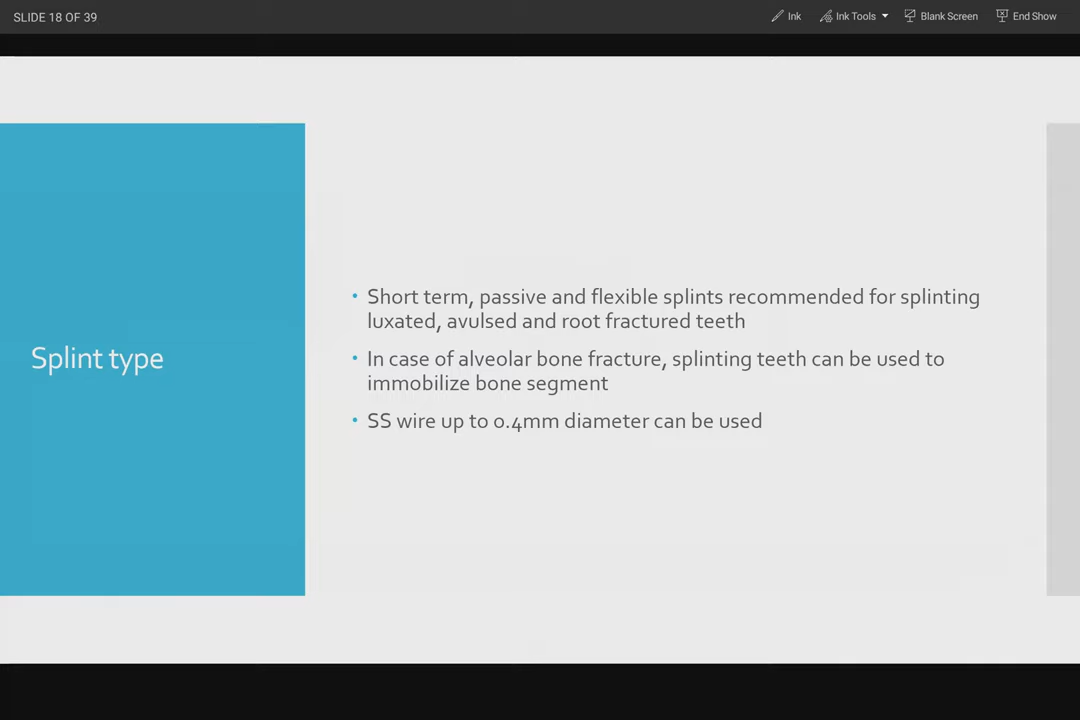 SLIDE 18 OF 39
Ink
Ink Tools
Blank Screen
End Show
Splint type
• Short term, passive and flexible splints recommended for splinting
luxated, avulsed and root fractured teeth
• In case of alveolar bone fracture, splinting teeth can be used to
immobilize bone segment
• SS wire up to 0.4mm diameter can be used